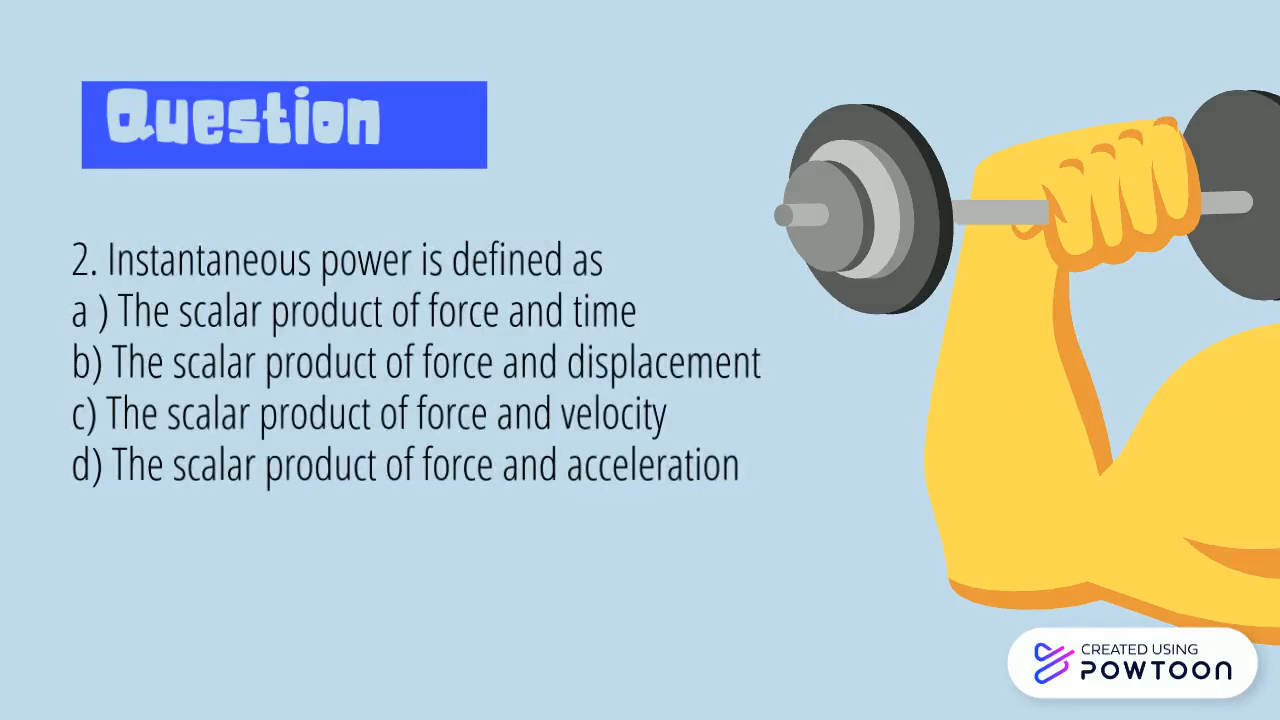 Question
2. Instantaneous power is defined as
a ) The scalar product of force and time
b) The scalar product of force and displacement
c) The scalar product of force and velocity
d) The scalar product of force and acceleration
CREATED USING
POWTOON